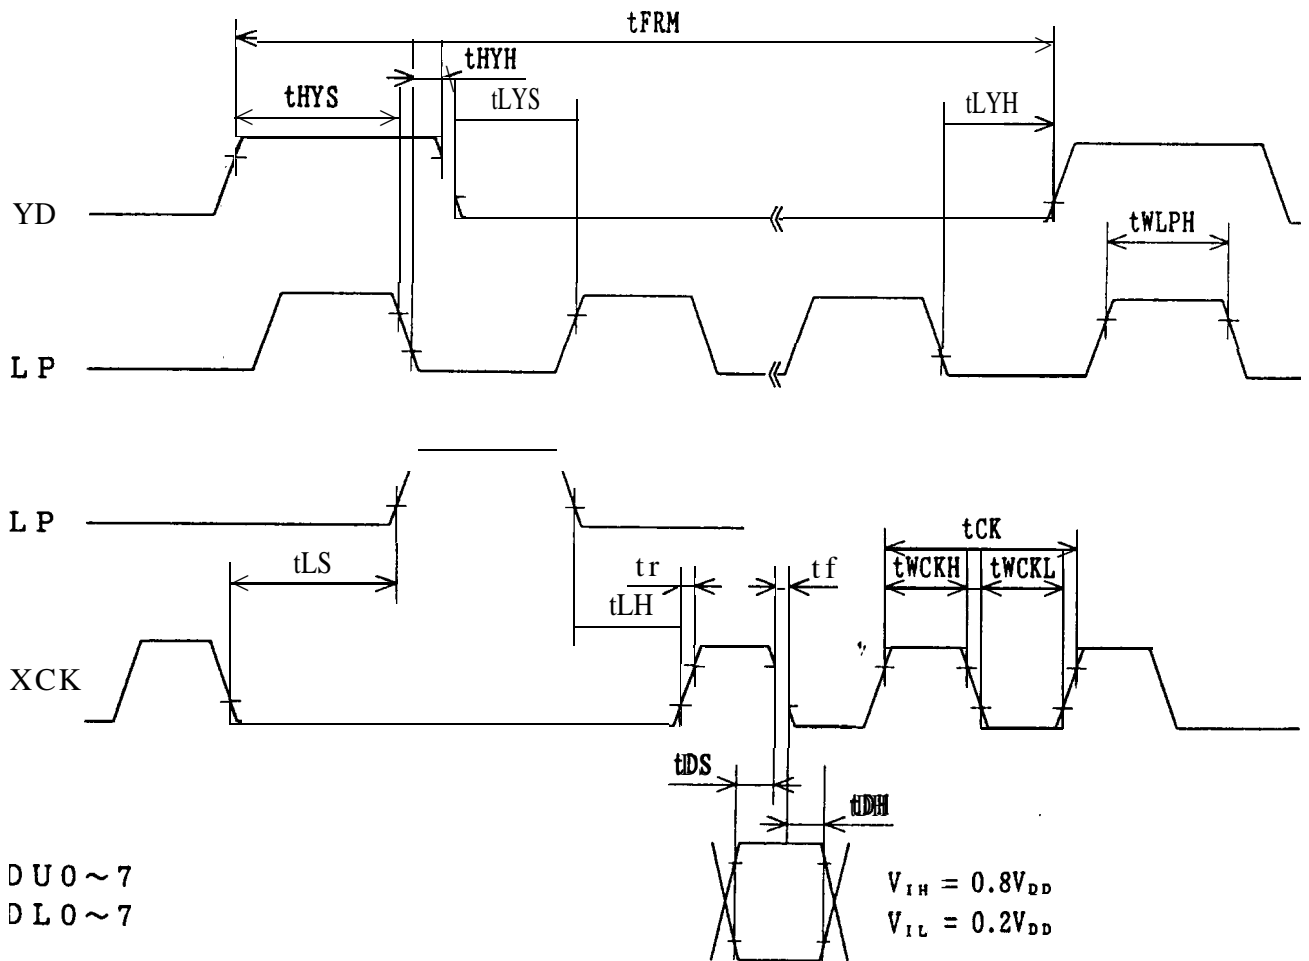 tFRM
tHYH
tHYS
tLYS
tLYH
YD
tWLPH
LP
LP
tCK
tLS
tr
tf
tWCKH
tWCKL
tLH
XCK
tDS
tDH
DU0~7
DL0~7
VIH = 0.8VDD
VIL = 0.2VDD